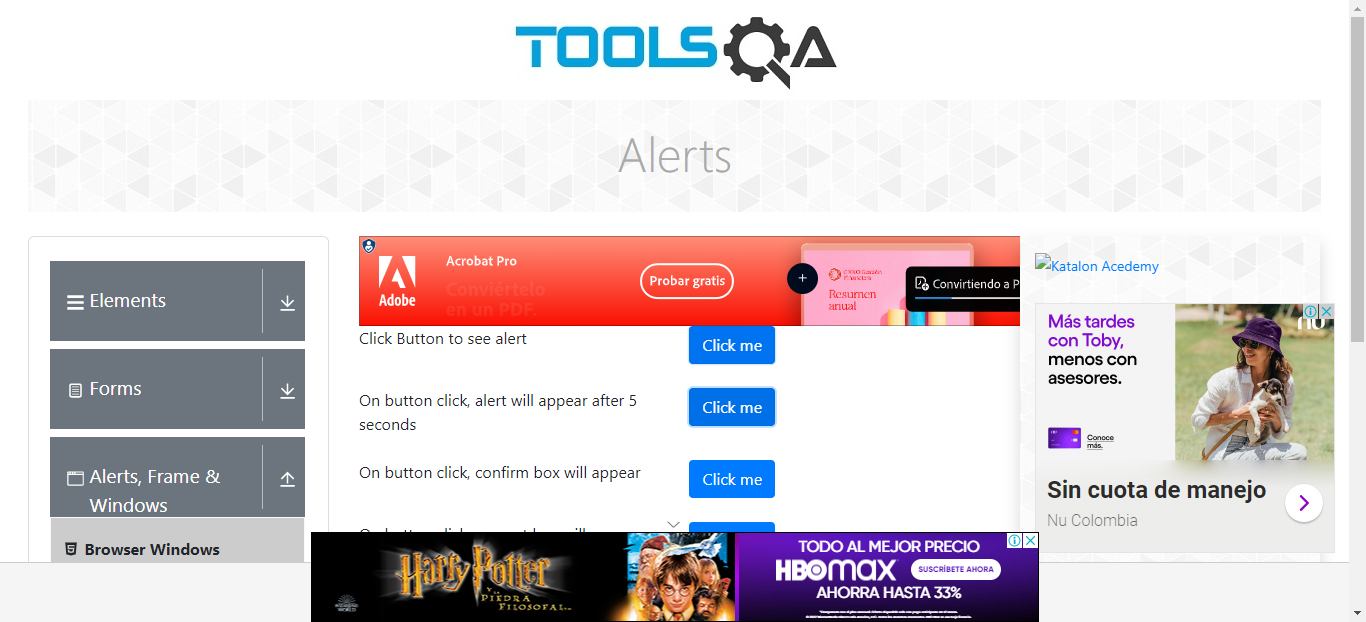 TOOLSQA
Alerts
Elements
Forms
Alerts, Frame &
Windows
Browser Windows
Adobe
Acrobat Pro
Conviértelo
en un PDF.
Probar gratis
Resumen
anual
Convirtiendo a P
Click Button to see alert
Click me
On button click, alert will appear after 5
seconds
Click me
On button click, confirm box will appear
Click me
Katalon Acedemy
Más tardes
con Toby,
menos con
asesores.
Conoce
más.
nu
Sin cuota de manejo
Nu Colombia
Harry Potter
Y LA
PIEDRA
FILOSOFAL
TODO AL MEJOR PRECIO
HBOmax
SUSCRÍBETE AHORA
AHORRA HASTA 33%